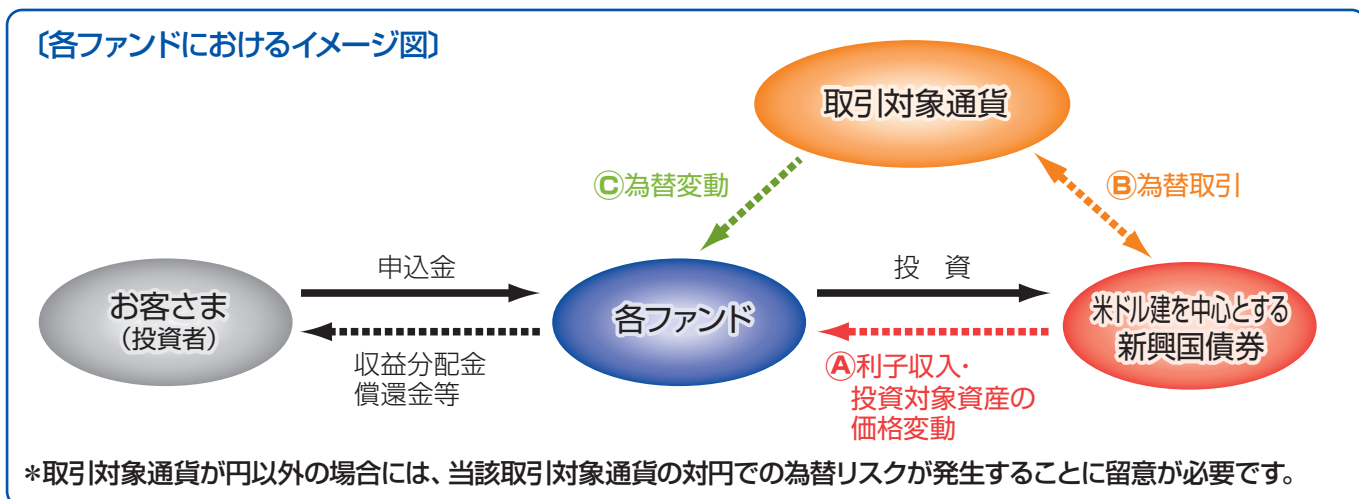 〔各ファンドにおけるイメージ図〕
取引対象通貨
Ⓒ為替変動
Ⓑ為替取引
申込金
投 資
お客さま
(投資者)
各ファンド
米ドル建を中心とする
新興国債券
収益分配金
償還金等
Ⓐ利子収入・
投資対象資産の
価格変動
*取引対象通貨が円以外の場合には、当該取引対象通貨の対円での為替リスクが発生することに留意が必要です。